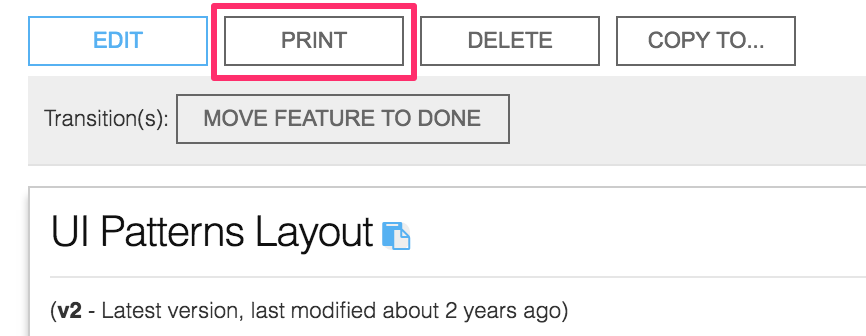 EDIT PRINT DELETE COPY TO...
Transition(s): MOVE FEATURE TO DONE
UI Patterns Layout
(v2 - Latest version, last modified about 2 years ago)